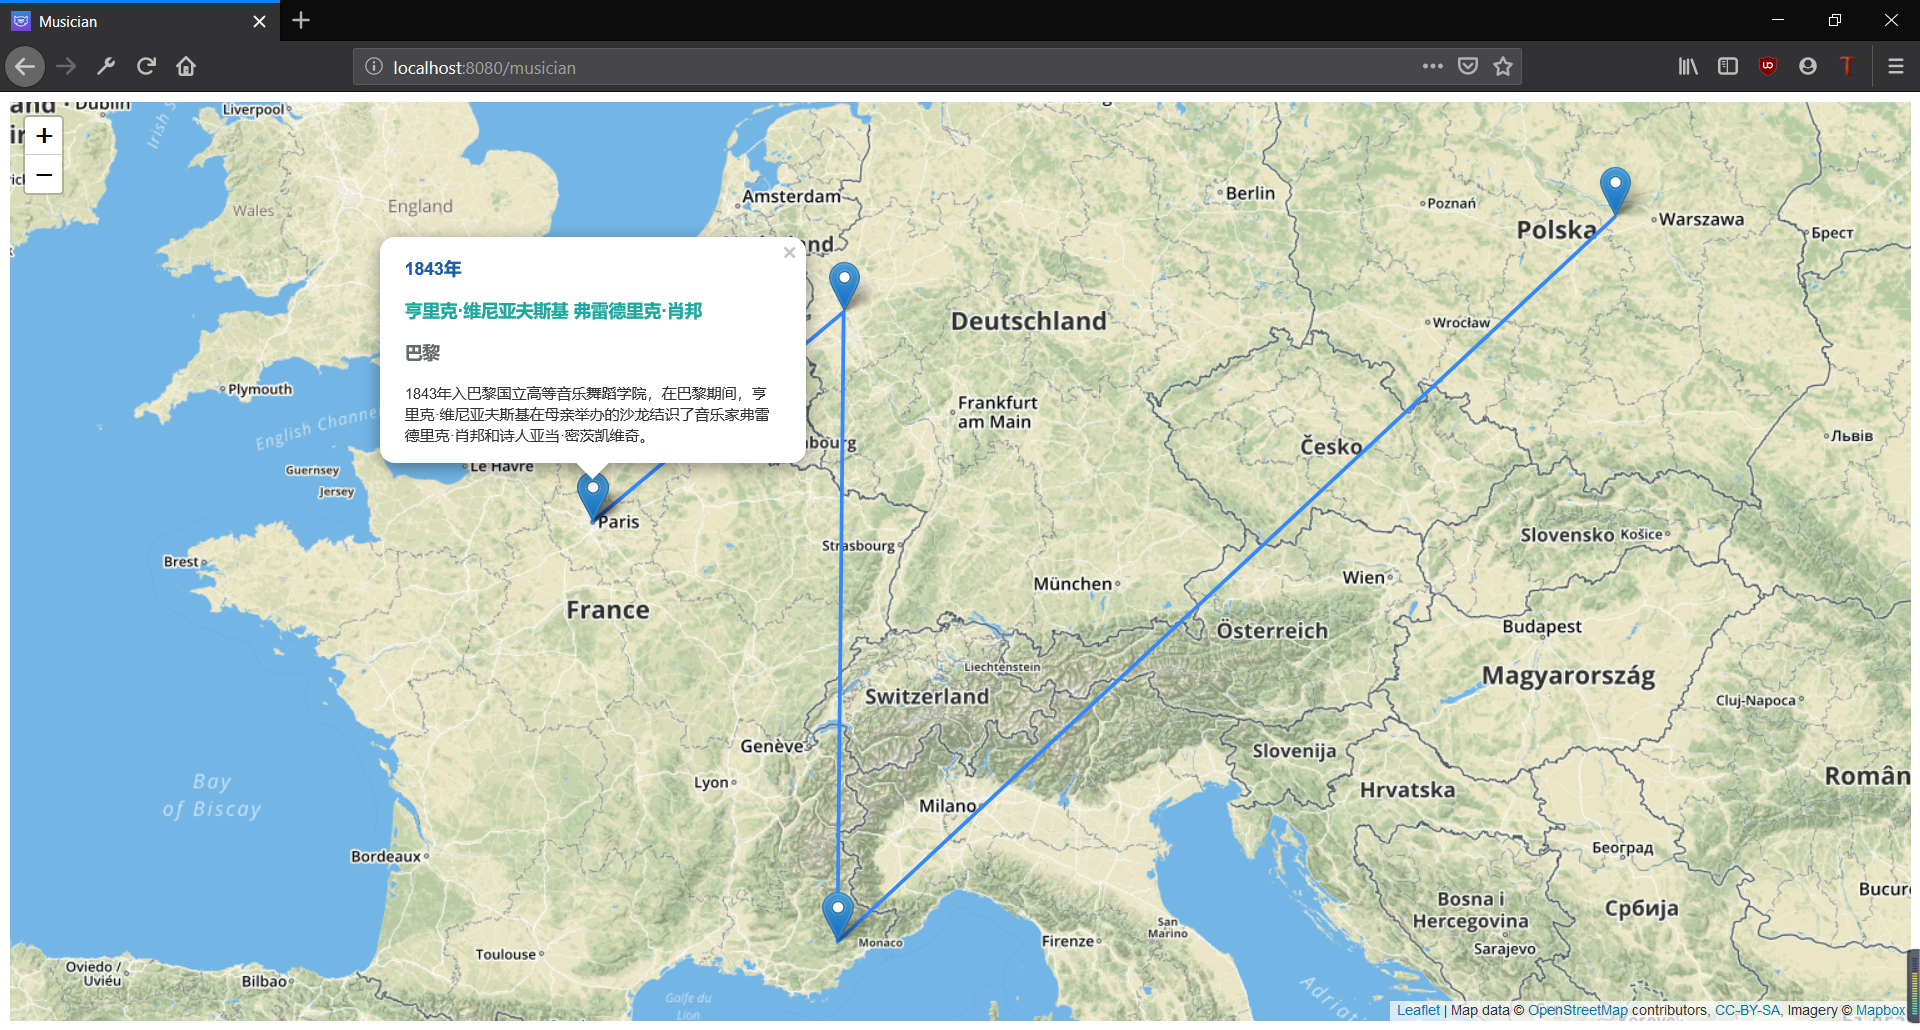 Musician
localhost:8080/musician
Dublin
Liverpool
Irish S
+
−
Wales
England
Amsterdam
Berlin
Poznań
Polska
Warszawa
Брест
1843年
亨里克·维尼亚夫斯基 弗雷德里克·肖邦
巴黎
1843年入巴黎国立高等音乐舞蹈学院，在巴黎期间，亨
里克·维尼亚夫斯基在母亲举办的沙龙结识了音乐家弗雷
德里克·肖邦和诗人亚当·密茨凯维奇。
×
Deutschland
Wrocław
Plymouth
English Channe
Frankfurt
am Main
Česko
Львів
Guernsey
Jersey
Le Havre
Paris
Brest
Strasbourg
Slovensko
Košice
München
Wien
France
Budapest
Österreich
Liechtenstein
Magyarország
Switzerland
Cluj-Napoca
Genève
Slovenija
Lyon
Bay
of Biscay
Milano
Hrvatska
Român
Bordeaux
Београд
Bosna i
Hercegovina
Србија
Bucur
San
Marino
Monaco
Firenze
Sarajevo
Toulouse
Oviedo /
Uviéu
Bilbao
Golfe du
Lion
Adriat
Leaflet | Map data © OpenStreetMap contributors, CC-BY-SA, Imagery © Mapbox